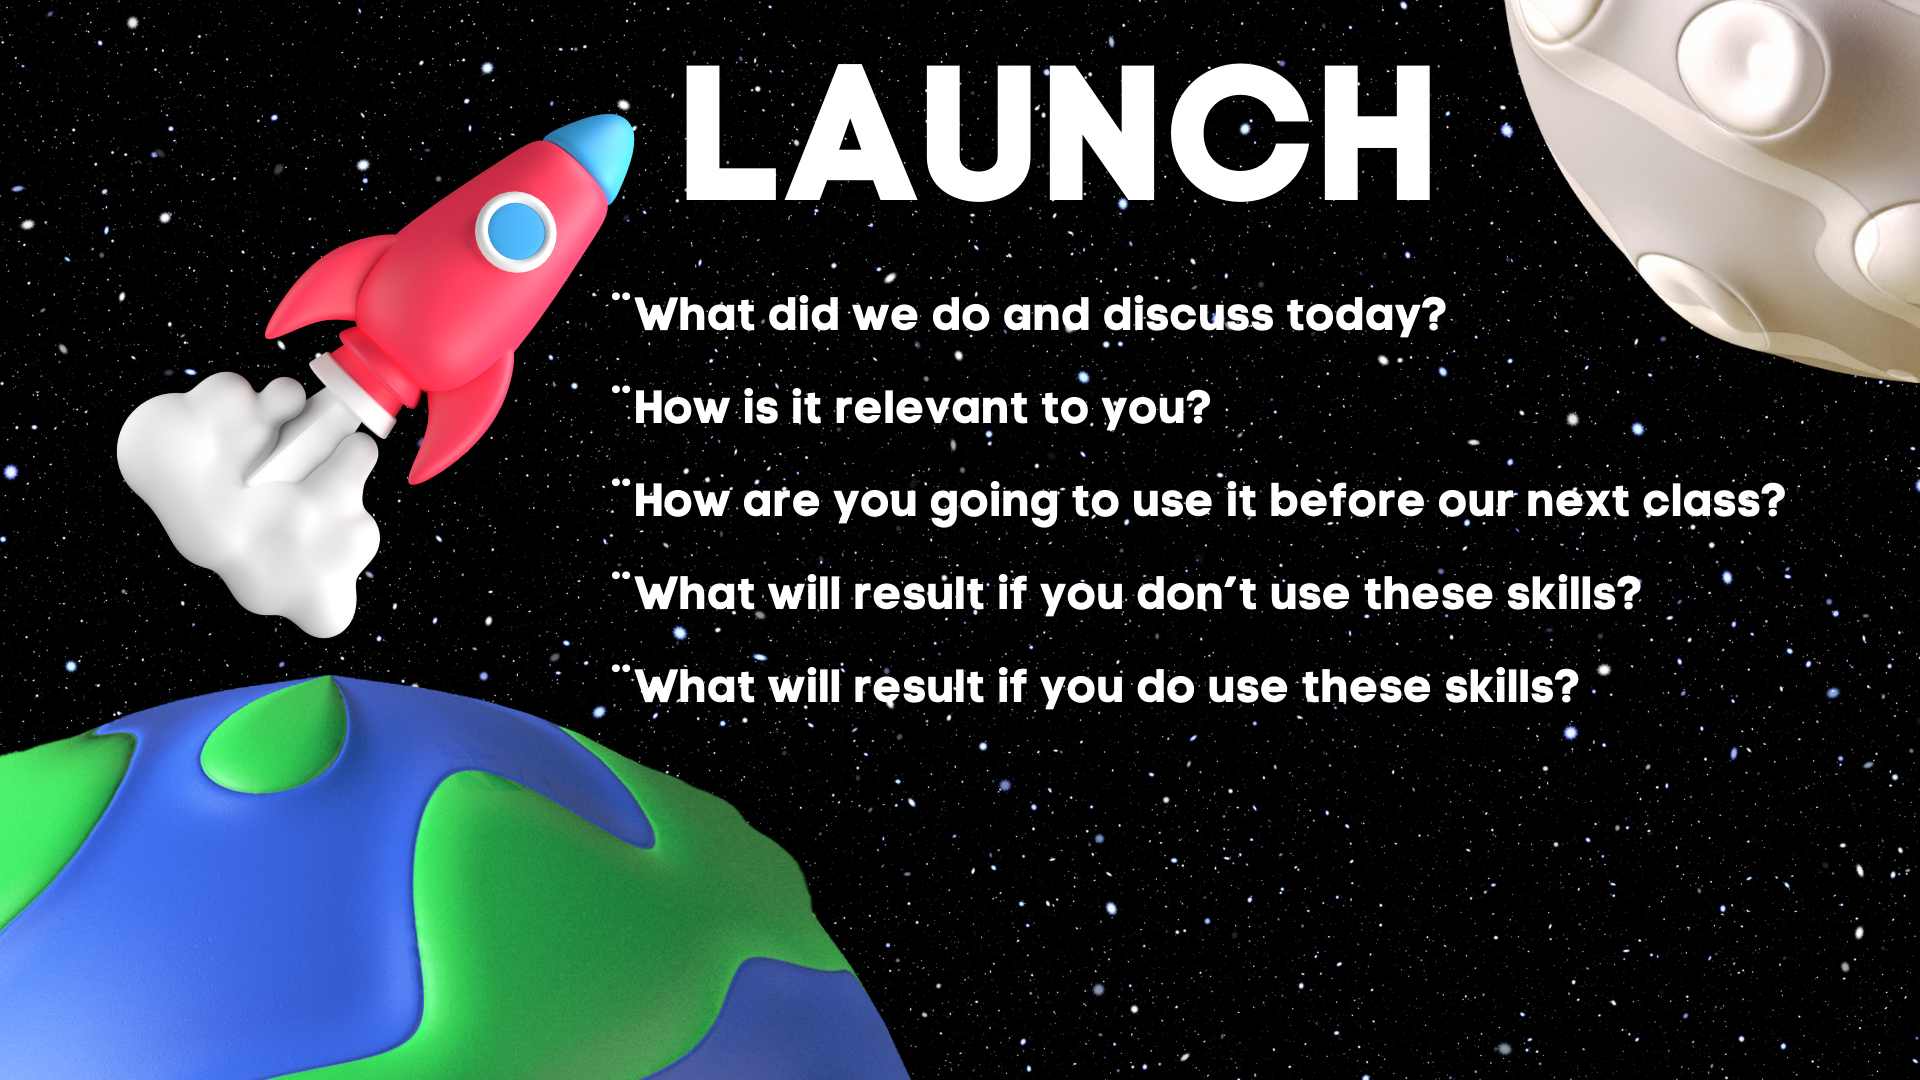 LAUNCH
¨What did we do and discuss today?
¨How is it relevant to you?
¨How are you going to use it before our next class?
¨What will result if you don’t use these skills?
¨What will result if you do use these skills?